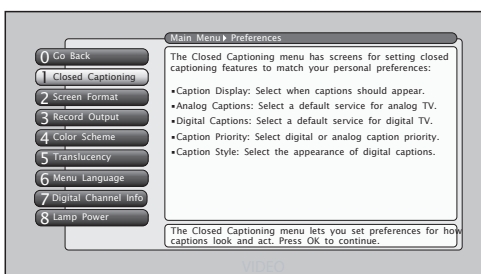 Main Menu Preferences
0 Go Back
1 Closed Captioning
2 Screen Format
3 Record Output
4 Color Scheme
5 Translucency
6 Menu Language
7 Digital Channel Info
8 Lamp Power
The Closed Captioning menu has screens for setting closed
captioning features to match your personal preferences:
▪Caption Display: Select when captions should appear.
▪Analog Captions: Select a default service for analog TV.
▪Digital Captions: Select a default service for digital TV.
▪Caption Priority: Select digital or analog caption priority.
▪Caption Style: Select the appearance of digital captions.
The Closed Captioning menu lets you set preferences for how
captions look and act. Press OK to continue.
VIDEO